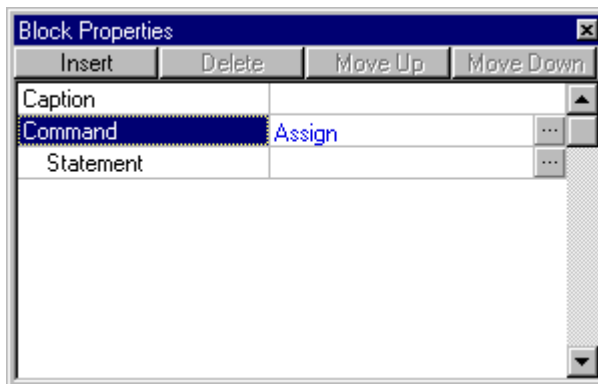 Block Properties
Insert Delete Move Up Move Down
Caption
Command Assign ...
Statement ...